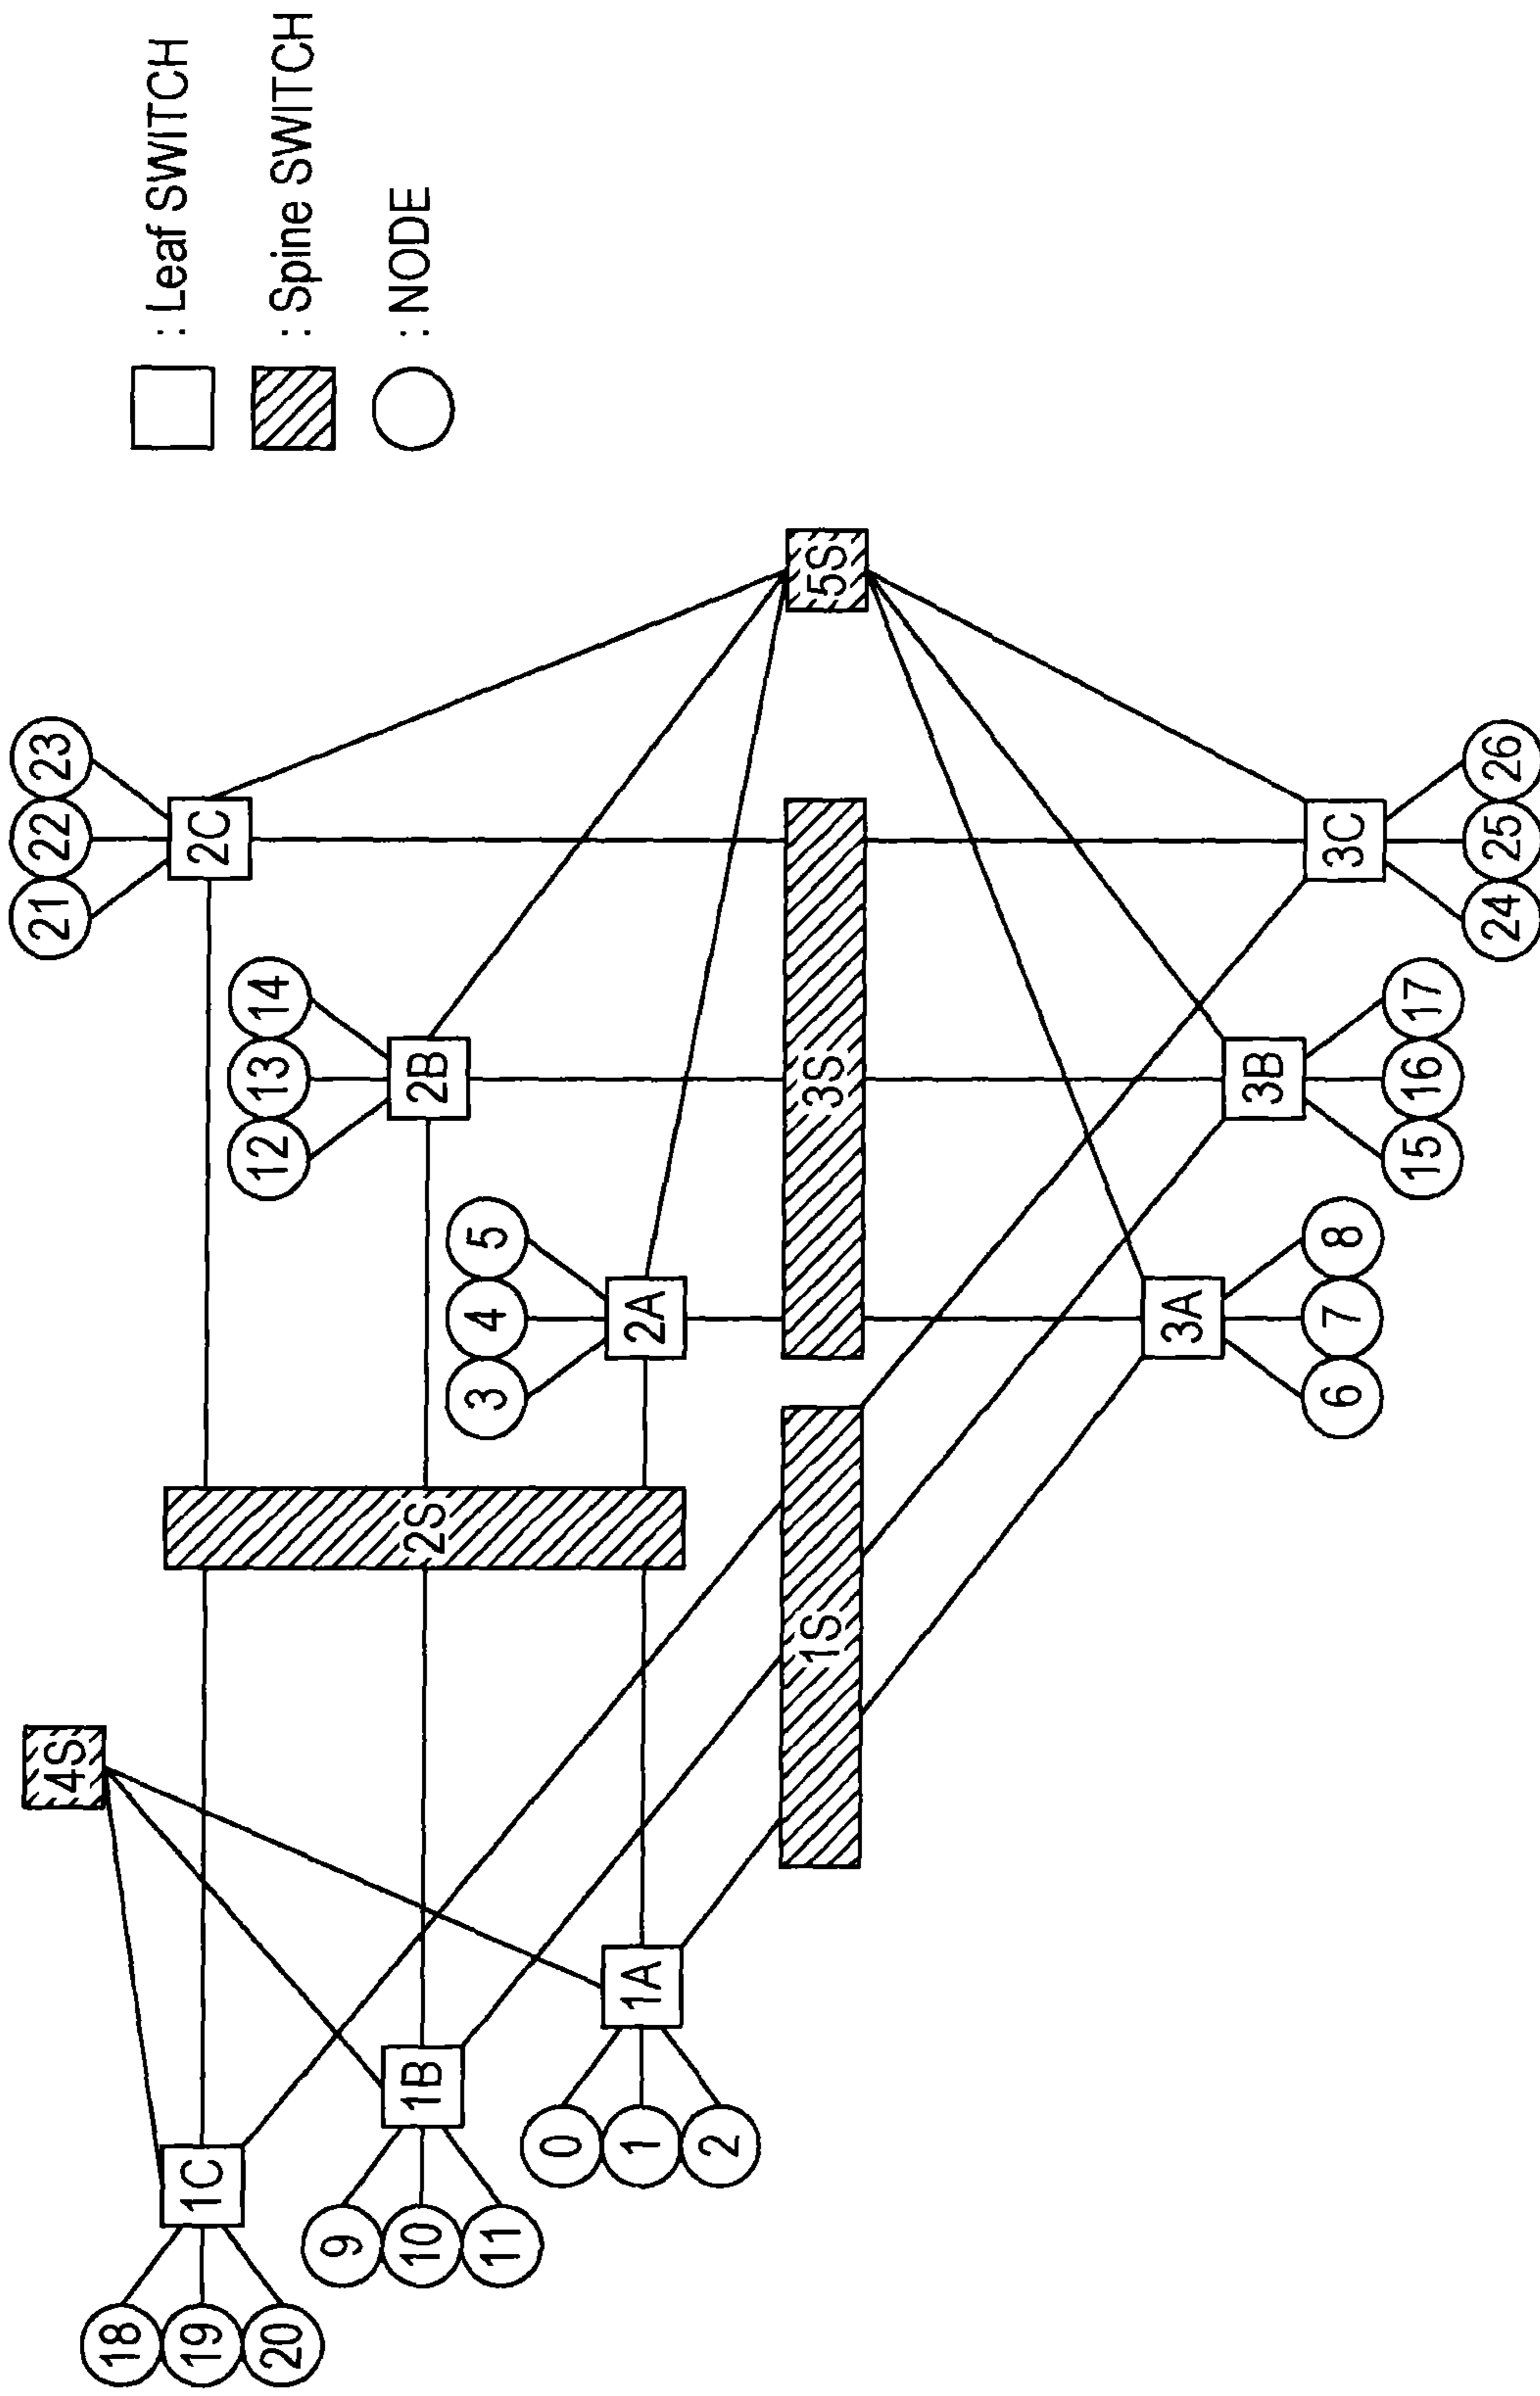 : Leaf SWITCH
: Spine SWITCH
: NODE
21
22
23
2C
12
13
14
2B
3
4
5
2A
4S
2S
5S
3S
1S
18
19
20
1C
9
10
11
1B
0
1
2
1A
6
7
8
3A
15
16
17
3B
24
25
26
3C